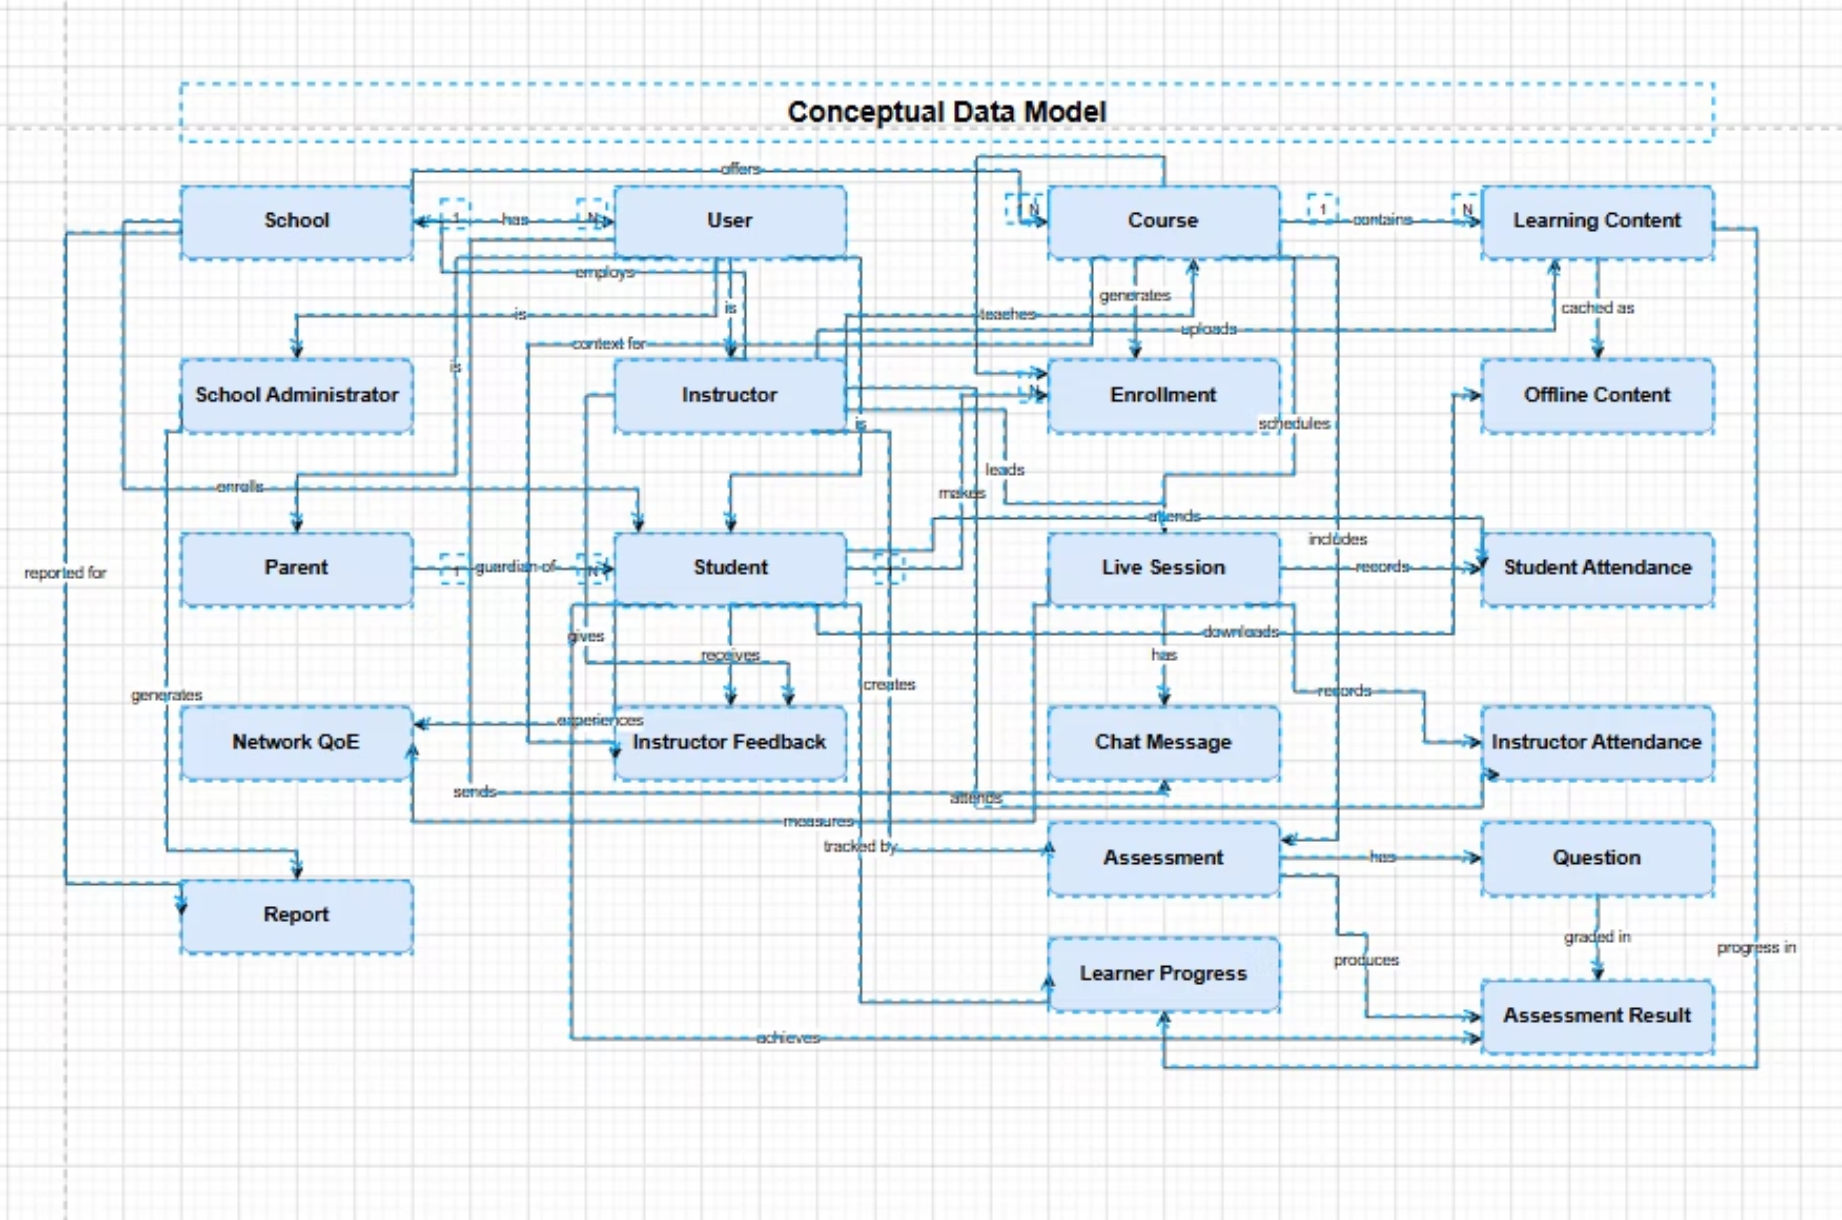 Conceptual Data Model
offers
School
1
has
N
User
N
Course
1
contains
N
Learning Content
employs
generates
is
is
teaches
uploads
cached as
context for
is
School Administrator
Instructor
N
Enrollment
Offline Content
is
schedules
leads
enrolls
makes
attends
includes
reported for
Parent
1
guardian of
N
Student
Live Session
records
Student Attendance
gives
downloads
receives
has
generates
creates
records
experiences
Network QoE
Instructor Feedback
Chat Message
Instructor Attendance
sends
attends
measures
tracked by
Assessment
has
Question
Report
graded in
progress in
produces
Learner Progress
Assessment Result
achieves